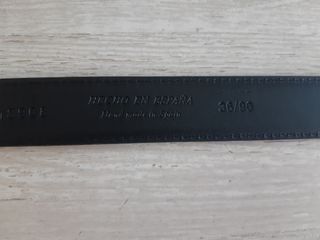 HECHO EN ESPAÑA 36/90
Hand made in Spain